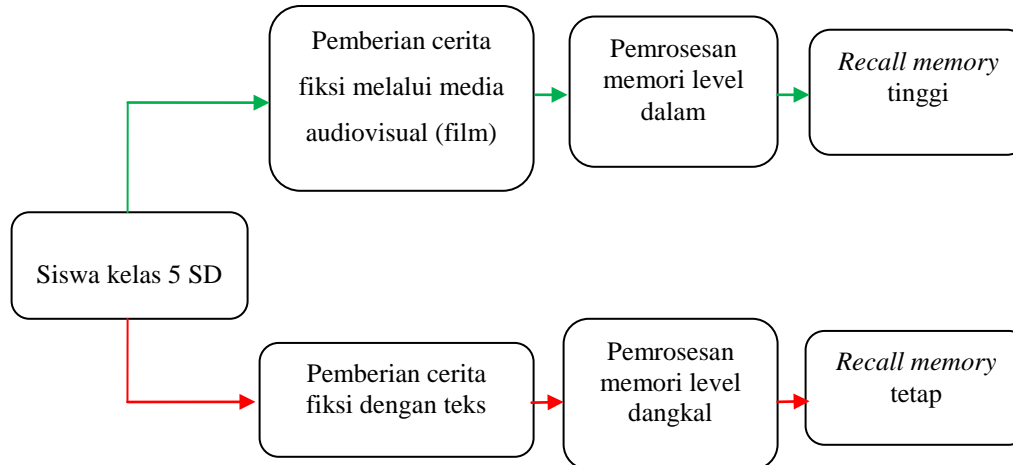 Pemberian cerita
fiksi melalui media
audiovisual (film)
Pemrosesan
memori level
dalam
Recall memory
tinggi
Siswa kelas 5 SD
Pemberian cerita
fiksi dengan teks
Pemrosesan
memori level
dangkal
Recall memory
tetap